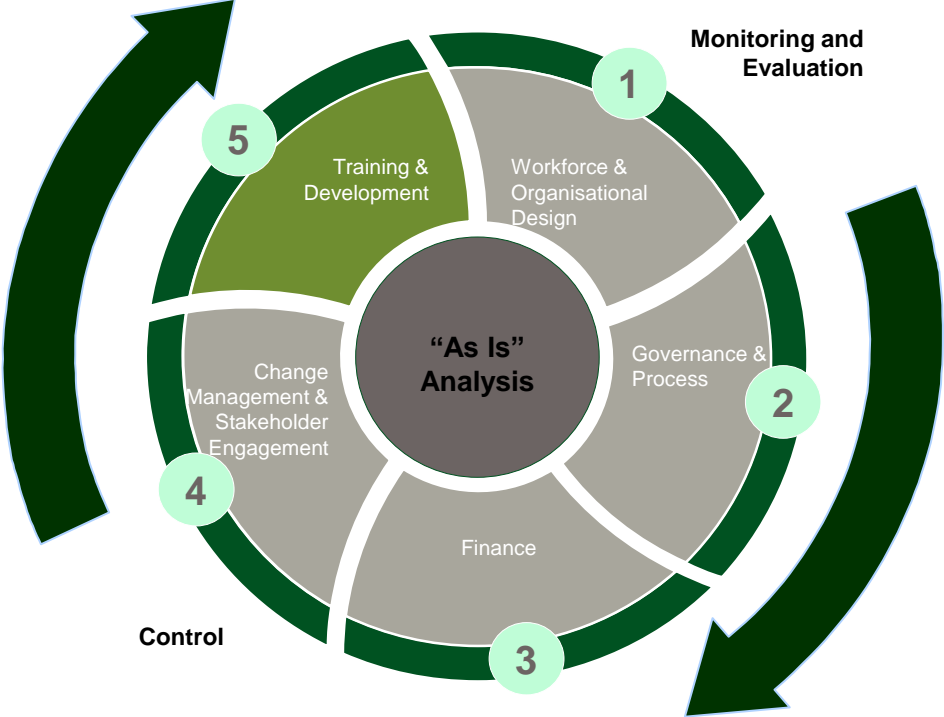 Monitoring and
Evaluation
1
Workforce &
Organisational
Design
2
Governance &
Process
3
Finance
4
Change
Management &
Stakeholder
Engagement
5
Training &
Development
“As Is”
Analysis
Control